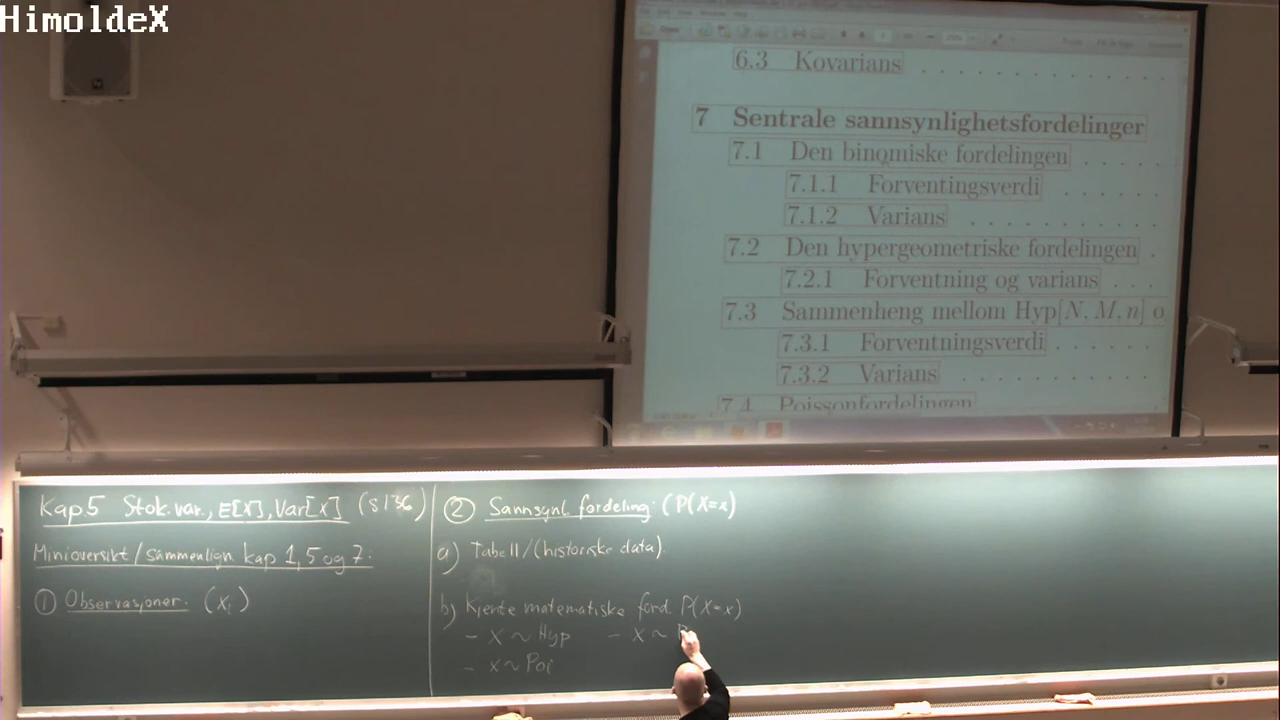 HimoldeX
6.3 Kovarians
7 Sentrale sannsynlighetsfordelinger
7.1 Den binomiske fordelingen
7.1.1 Forventingsverdi
7.1.2 Varians
7.2 Den hypergeometriske fordelingen
7.2.1 Forventning og varians
7.3 Sammenheng mellom Hyp[N, M, n] o
7.3.1 Forventningsverdi
7.3.2 Varians
7.4 Poissonfordelingen
Kap.5 Stok.var., E[X], Var[X] (s 136)
Minioversikt/sammenlign. kap 1, 5 og 7:
① Observasjoner: (xᵢ)
② Sannsynl. fordeling: (P(X=x)
a) Tabell/(historiske data)
b) Kjente matematiske ford. P(X=x)
- X ~ Hyp - X ~
- X ~ Poi